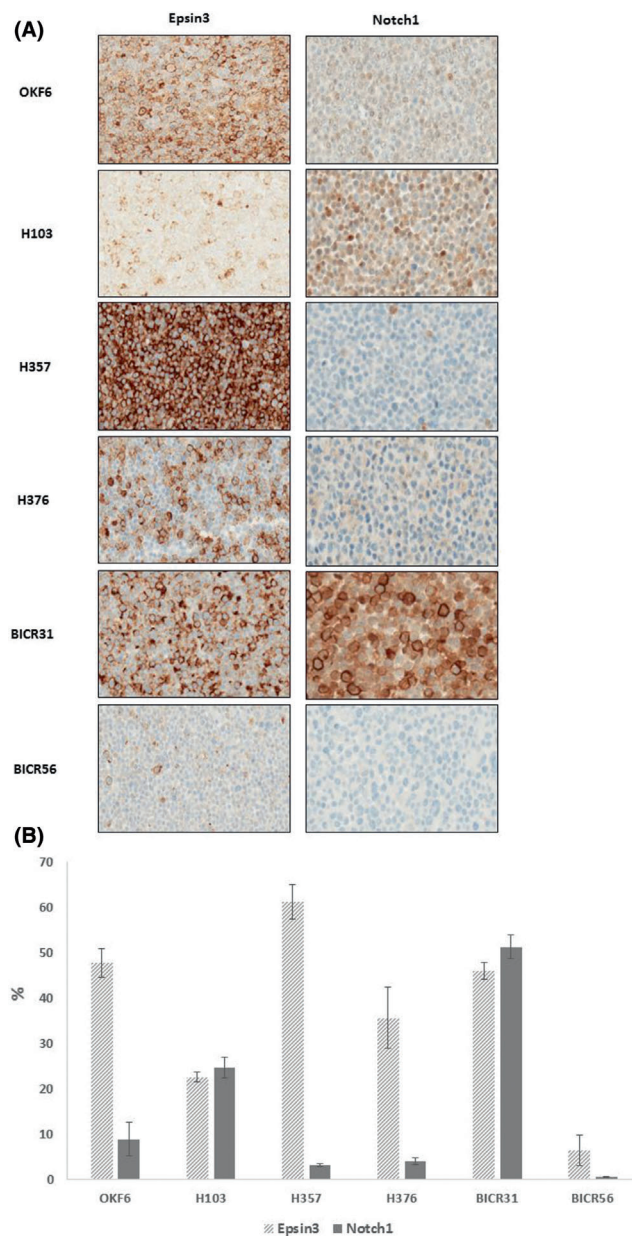 (A)
Epsin3 Notch1
OKF6
H103
H357
H376
BICR31
BICR56
(B)
70
60
50
40
30
20
10
0
%
OKF6 H103 H357 H376 BICR31 BICR56
Epsin3 Notch1